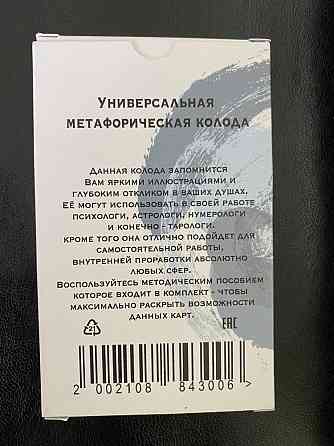 Универсальная
метафорическая колода
Данная колода запомнится
Вам яркими иллюстрациями и
глубоким откликом в ваших душах.
Её могут использовать в своей работе
психологи, астрологи, нумерологи
и конечно - тарологи.
кроме того она отлично подойдет для
самостоятельной работы,
внутренней проработки абсолютно
любых сфер.
Воспользуйтесь методическим пособием
которое входит в комплект - чтобы
максимально раскрыть возможности
данных карт.
21
EAC
2 002108 843006 >